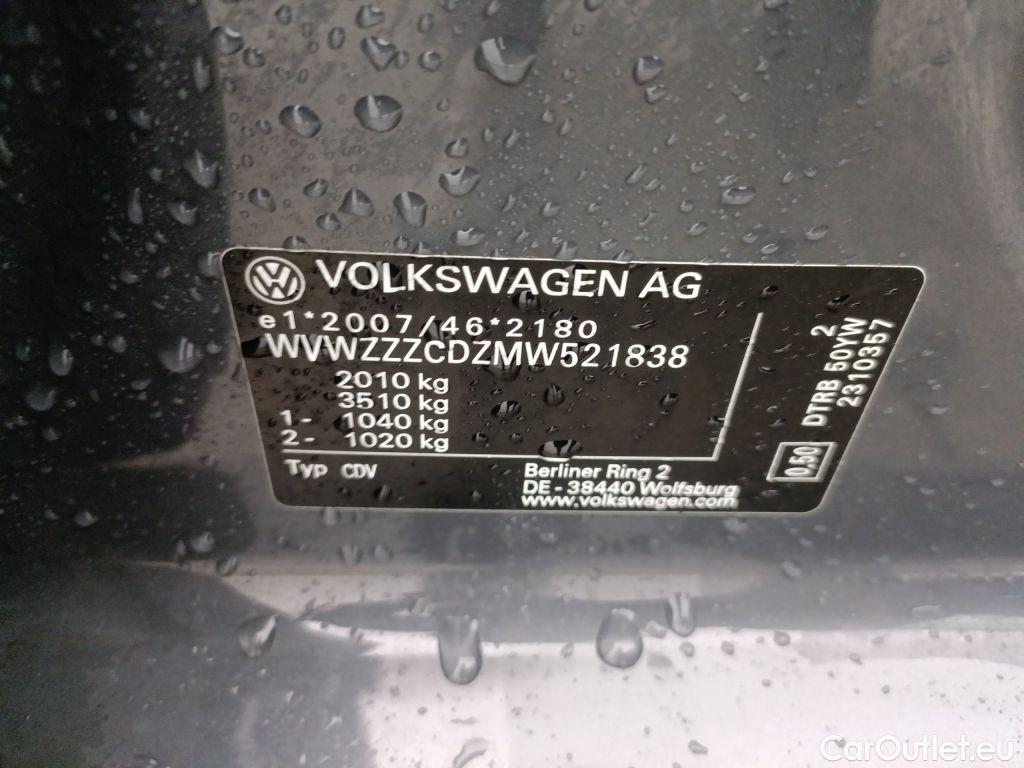 VOLKSWAGEN AG
e1*2007/46*2180
WVWZZZCDZMW521838
2010 kg
3510 kg
1- 1040 kg
2- 1020 kg
Typ CDV
Berliner Ring 2
DE - 38440 Wolfsburg
www.volkswagen.com
2
DTRB 50YW
2310357
0,50
CarOutlet.eu